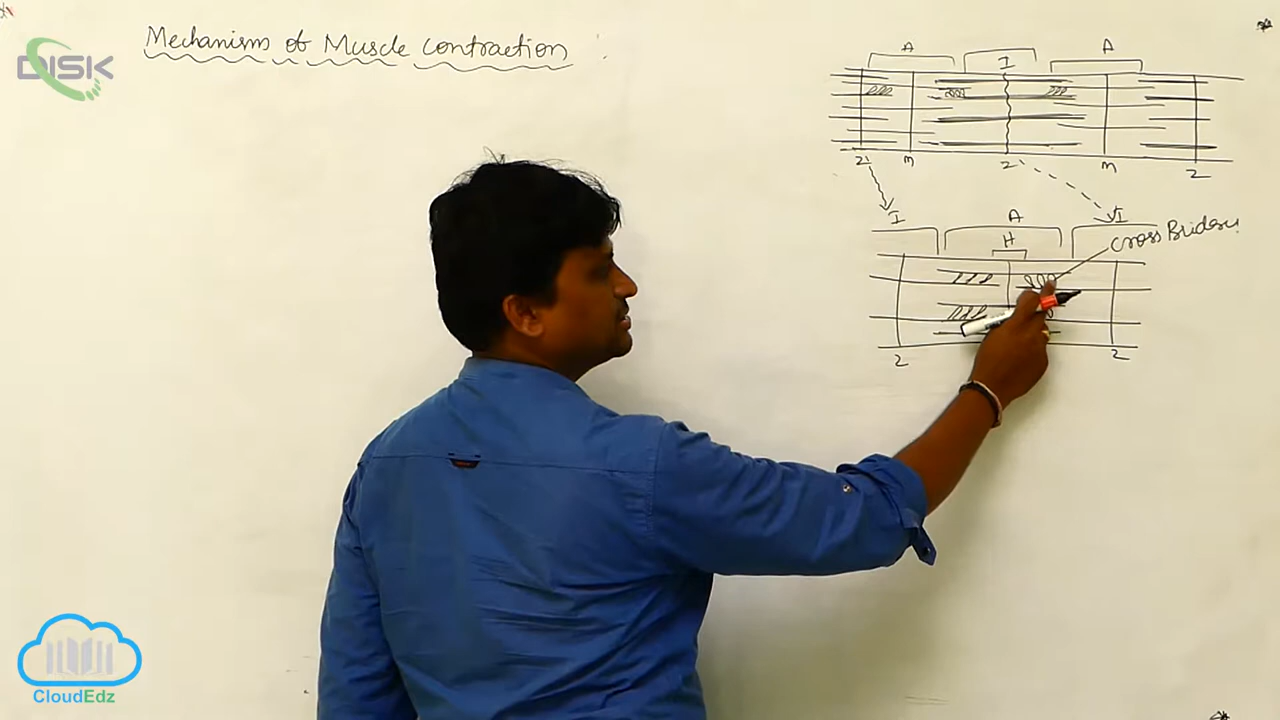 Mechanism of Muscle Contraction
DISK
A I A
Z M Z M Z
I A I
H
Cross Bridges
Z Z
CloudEdz